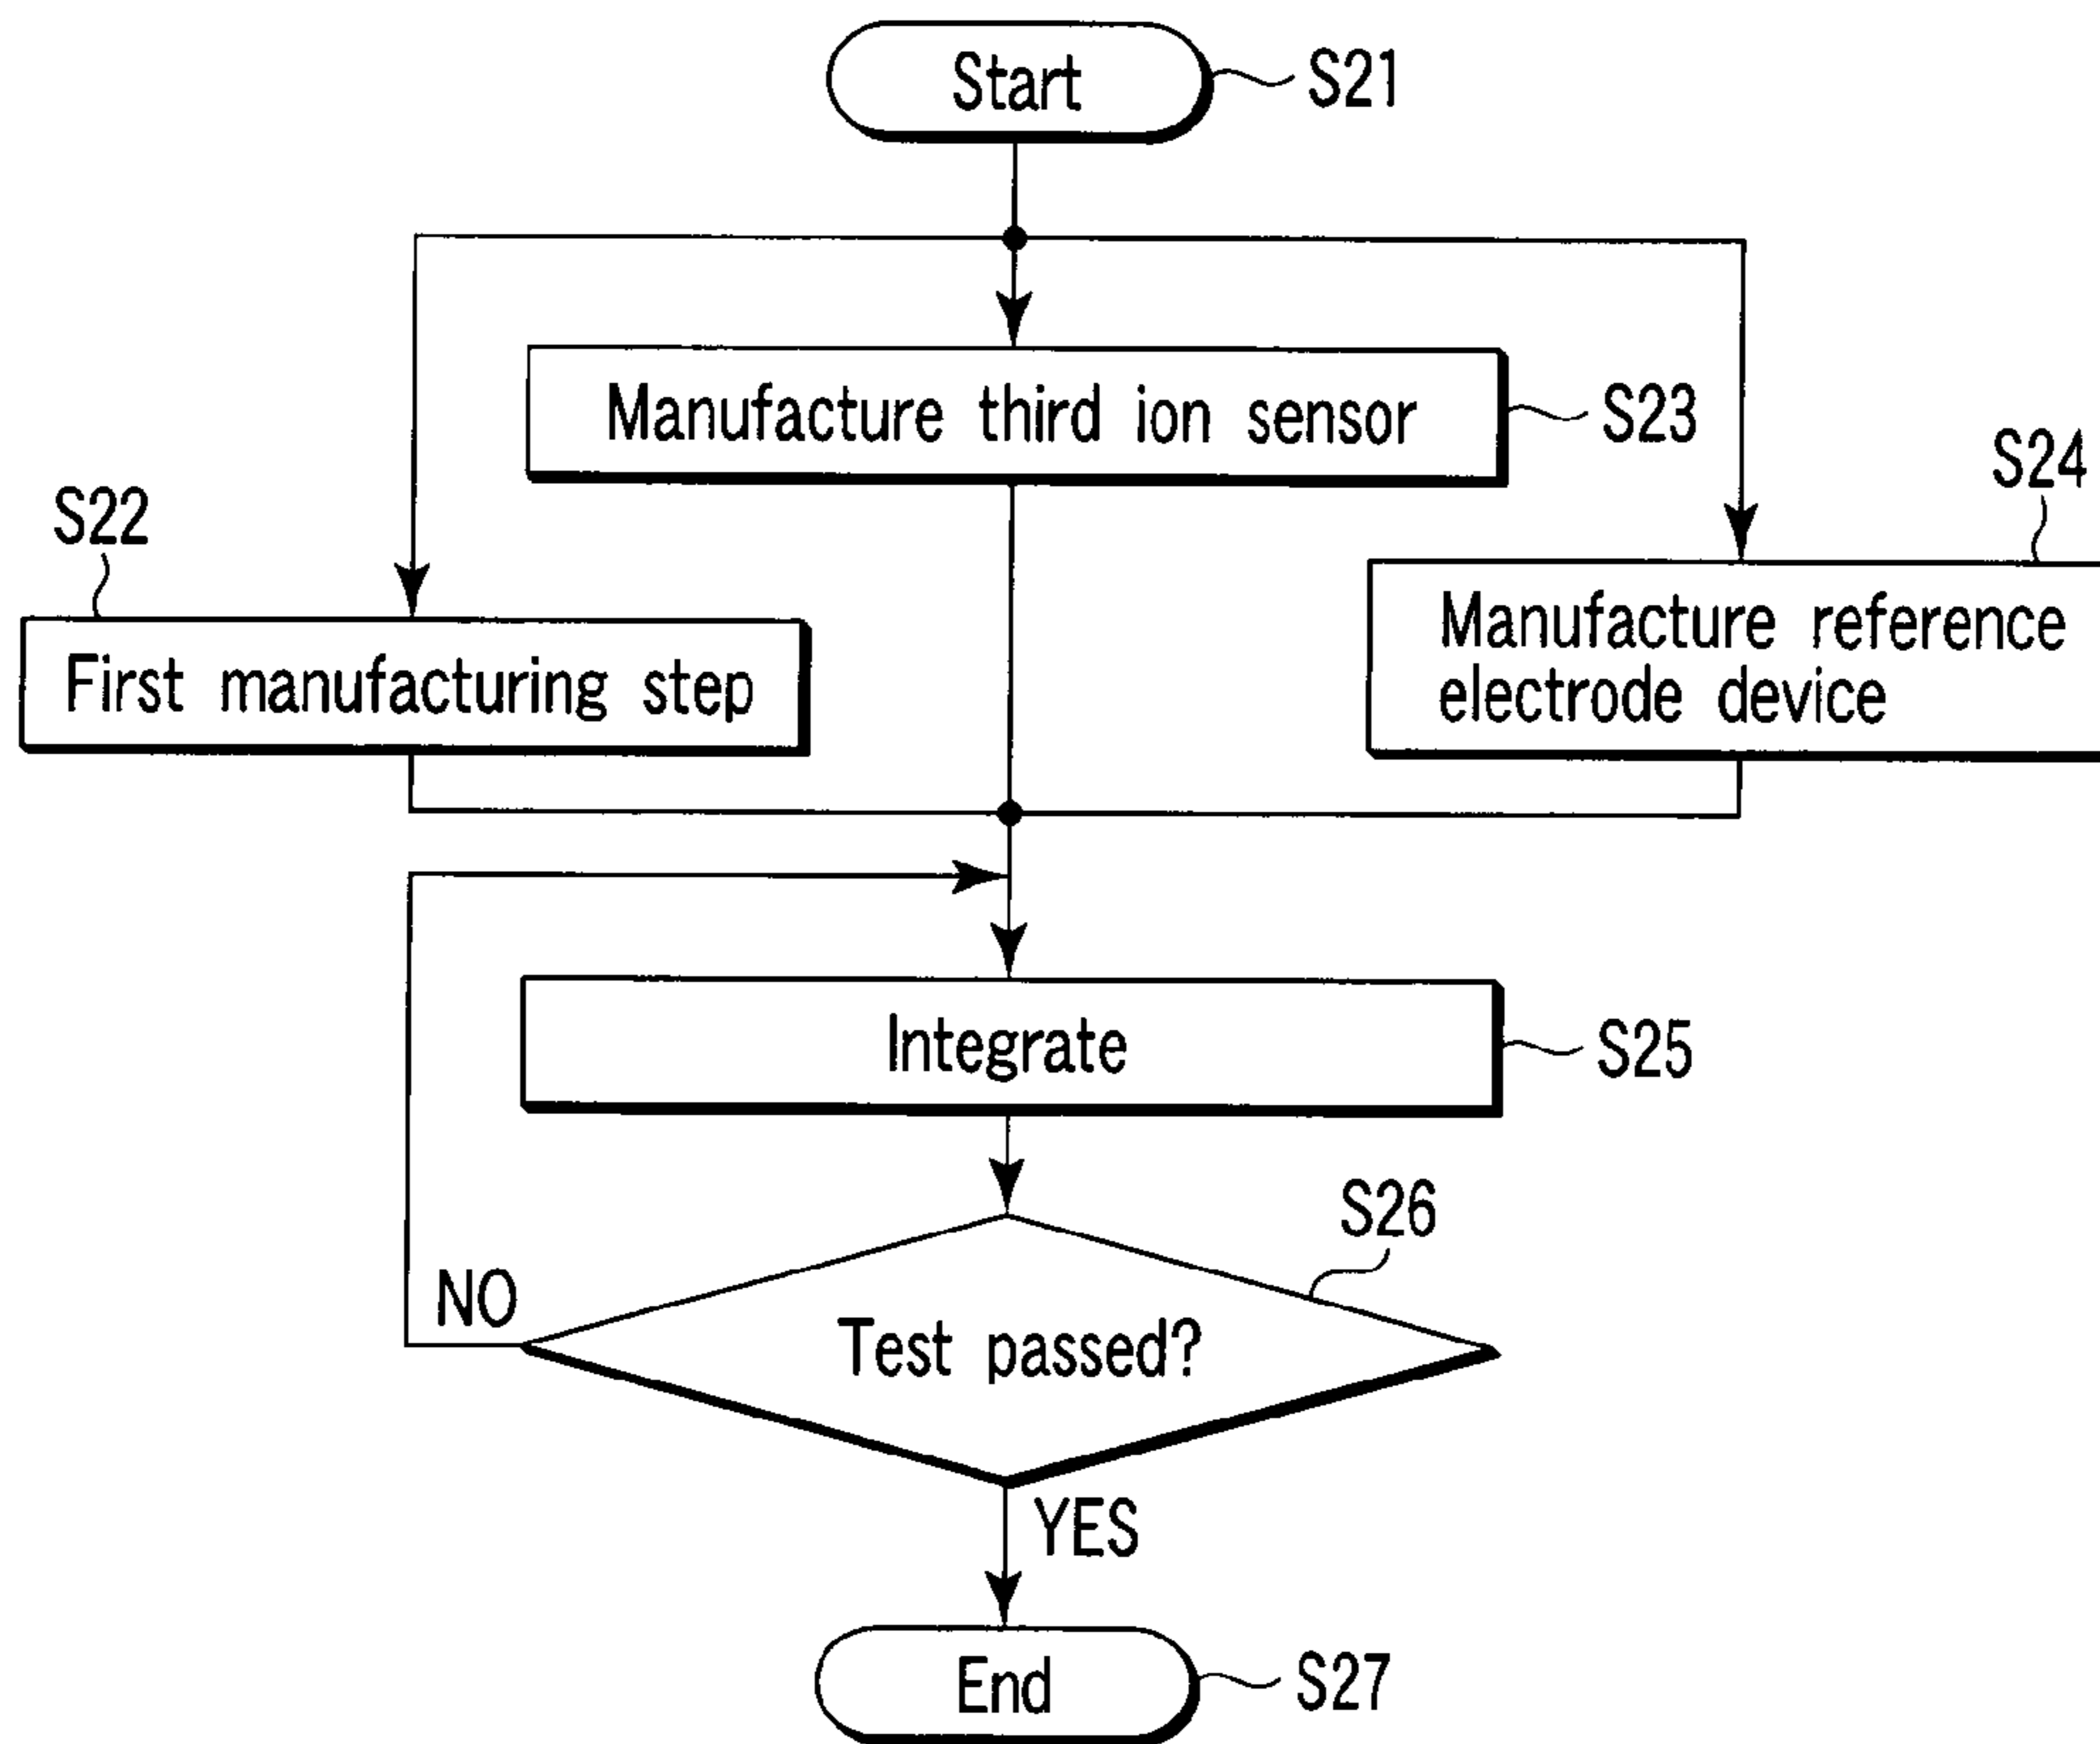 Start
S21
Manufacture third ion sensor
S23
S24
S22
First manufacturing step
Manufacture reference
electrode device
Integrate
S25
S26
NO
Test passed?
YES
End
S27